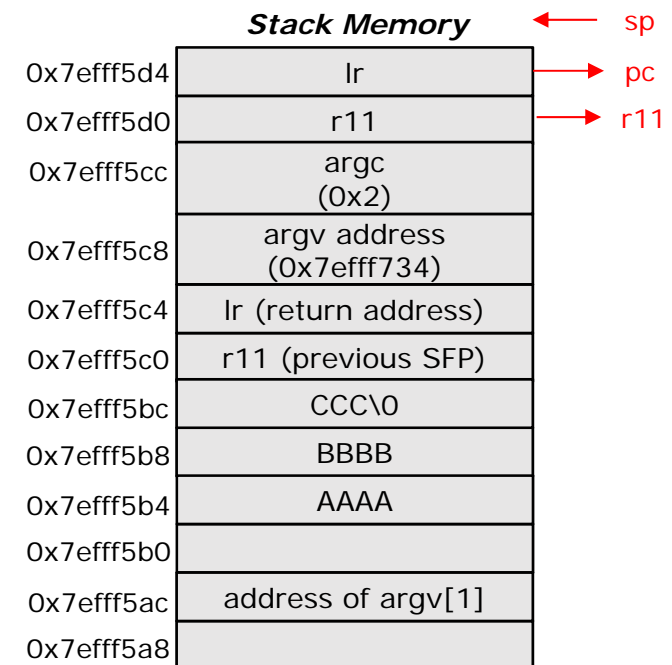 Stack Memory sp
0x7efff5d4 lr pc
0x7efff5d0 r11 r11
0x7efff5cc argc
(0x2)
0x7efff5c8 argv address
(0x7efff734)
0x7efff5c4 lr (return address)
0x7efff5c0 r11 (previous SFP)
0x7efff5bc CCC\0
0x7efff5b8 BBBB
0x7efff5b4 AAAA
0x7efff5b0
0x7efff5ac address of argv[1]
0x7efff5a8